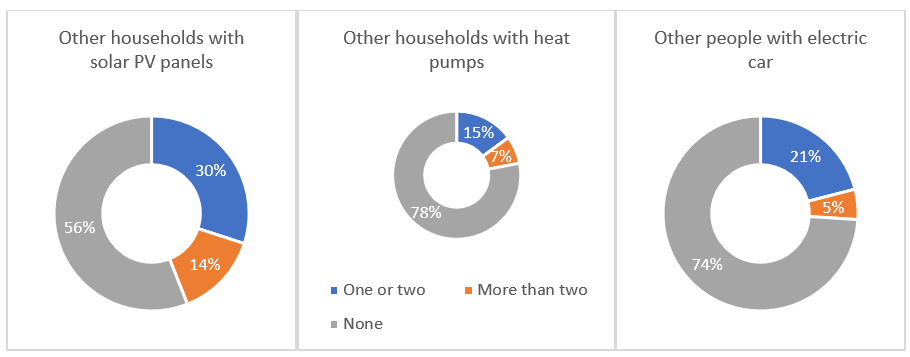 Other households with
solar PV panels
30%
14%
56%
Other households with heat
pumps
15%
7%
78%
One or two
More than two
None
Other people with electric
car
21%
5%
74%